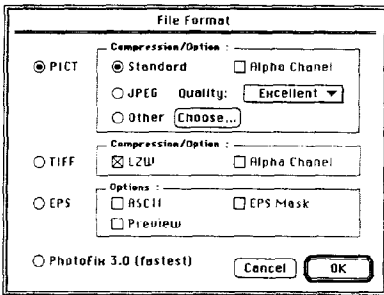 File Format
Compression/Option :
PICT
Standard
Alpha Chanel
JPEG Quality: Excellent
Other Choose...
Compression/Option :
TIFF
LZW
Alpha Chanel
Options :
EPS
ASCII
EPS Mask
Preview
PhotoFix 3.0 (fastest)
Cancel OK